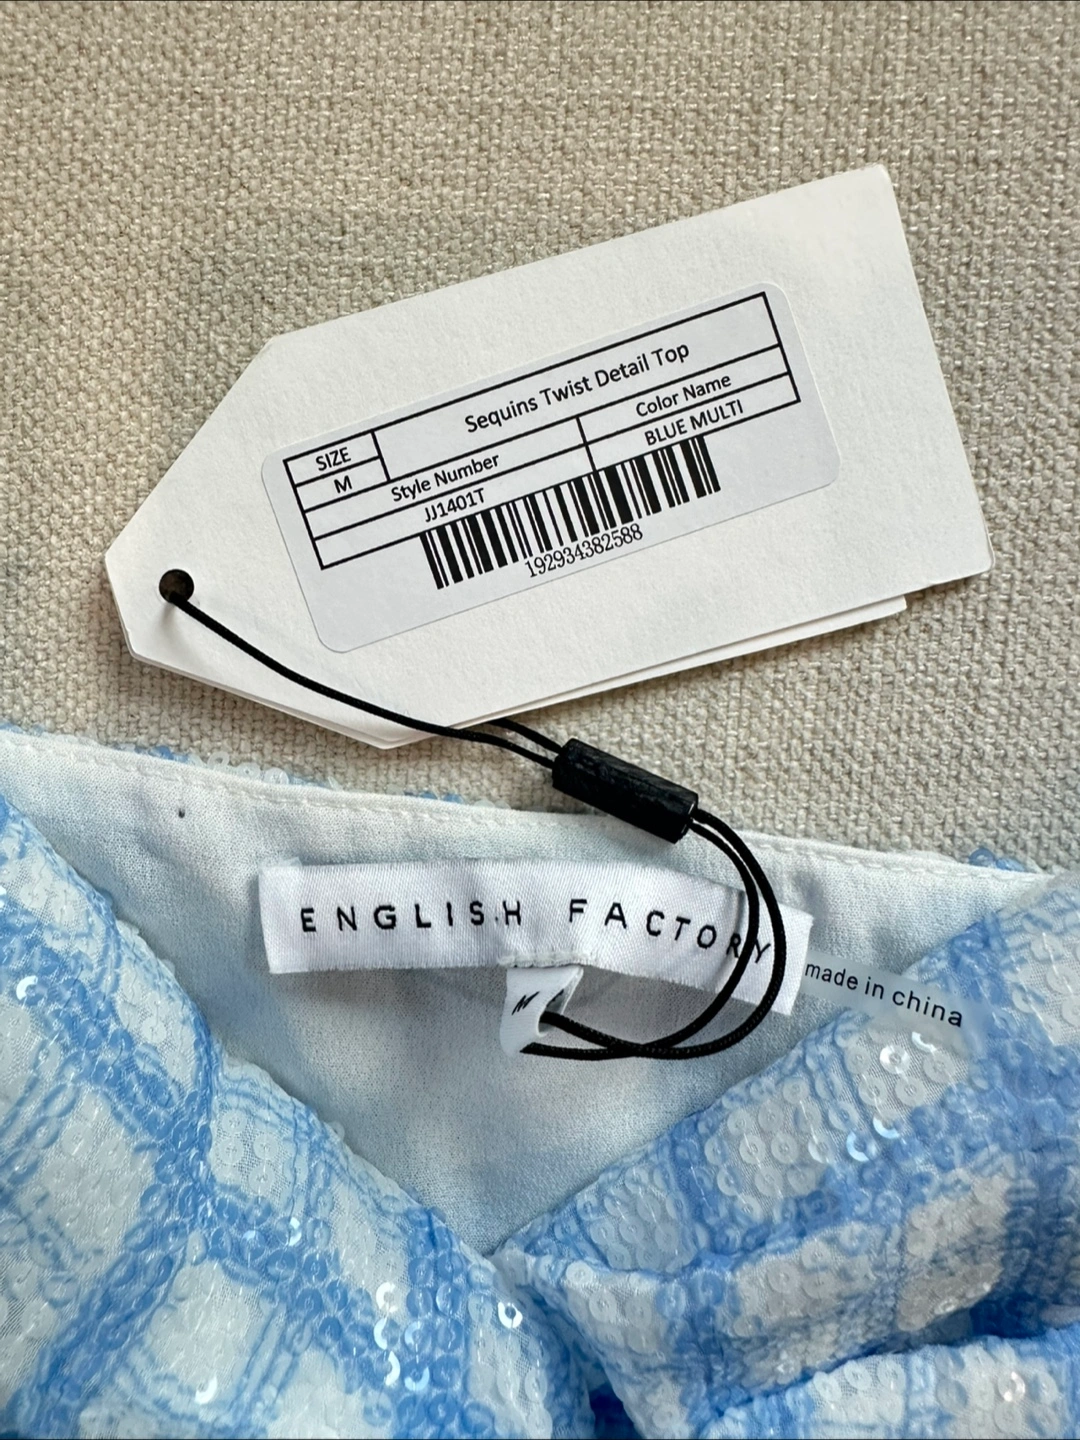 Sequins Twist Detail Top
SIZE
M
Style Number
Color Name
JJ1401T
BLUE MULTI
192934382588
ENGLISH FACTORY
M
made in china